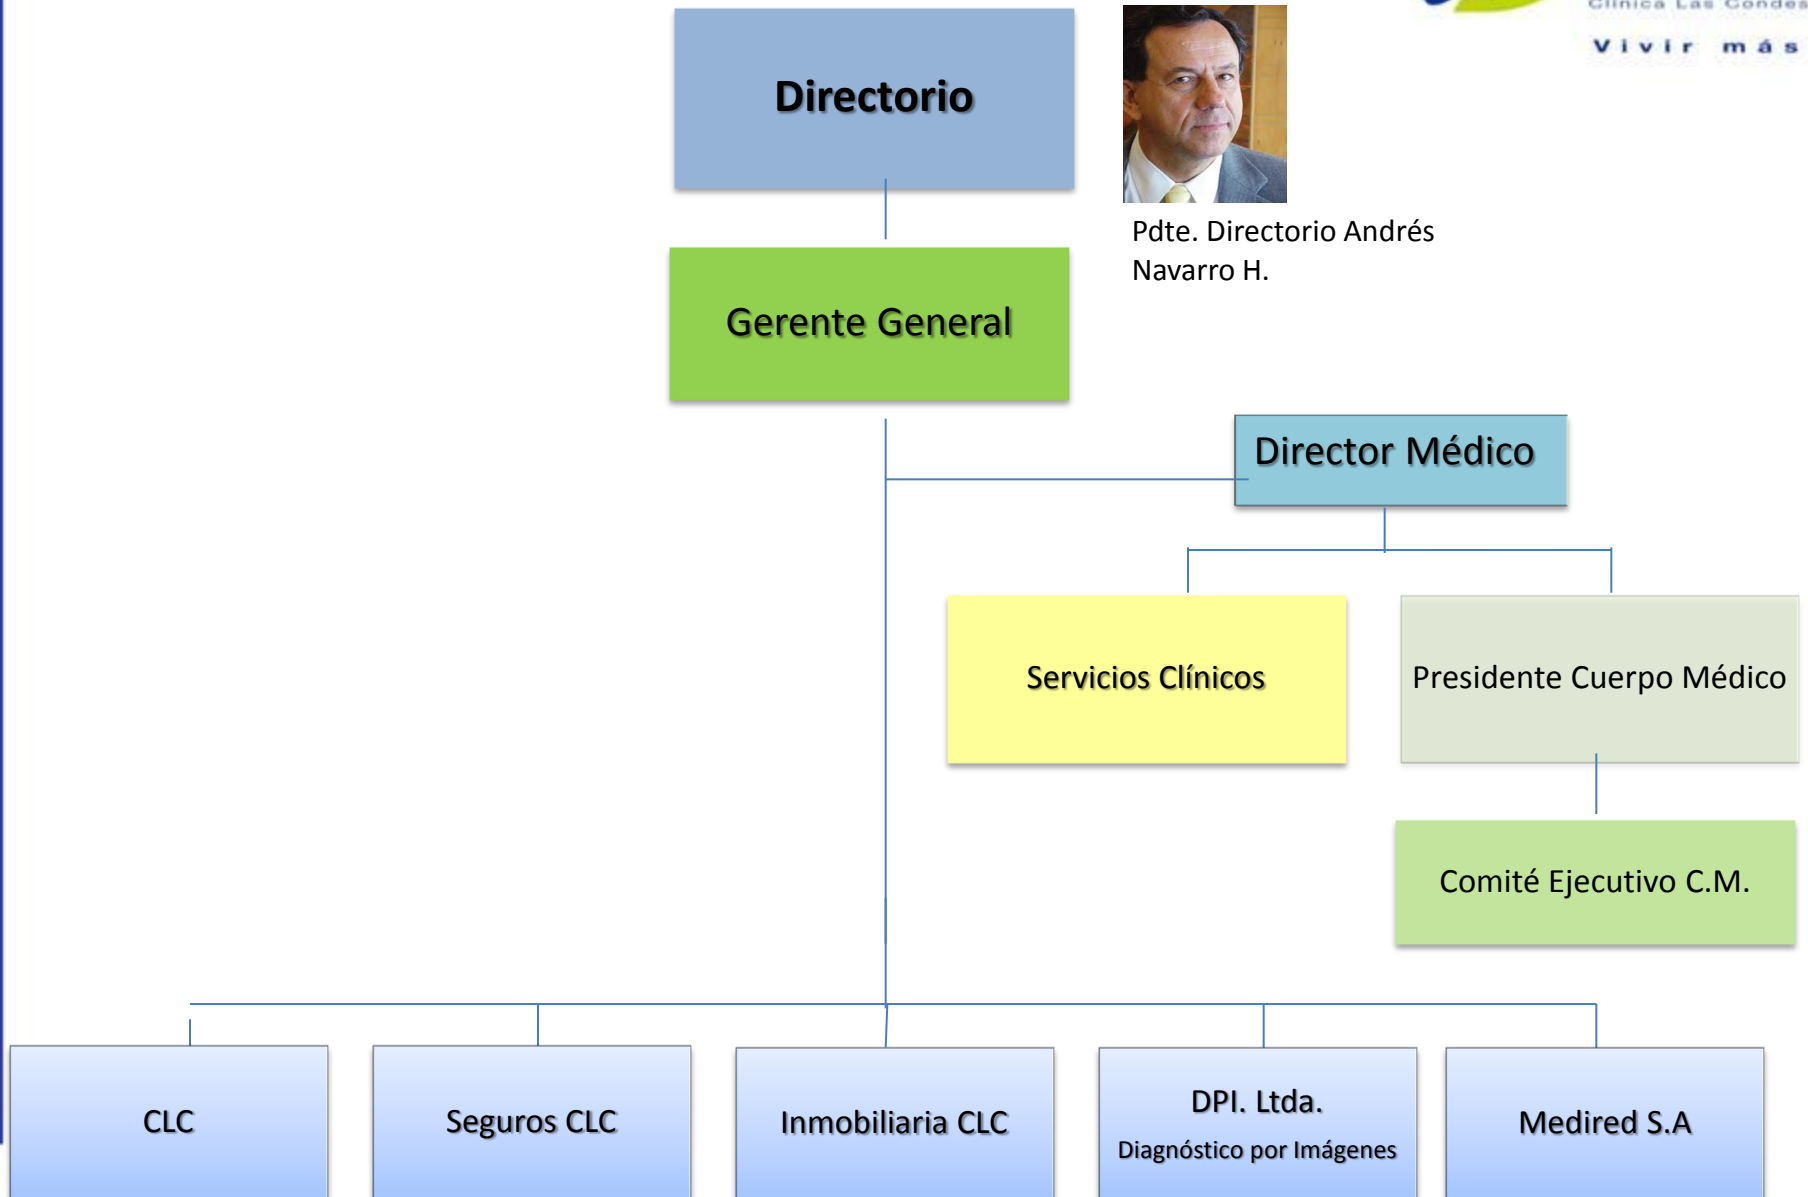 Clínica Las Condes
Vivir más
Directorio
Pdte. Directorio Andrés
Navarro H.
Gerente General
Director Médico
Servicios Clínicos
Presidente Cuerpo Médico
Comité Ejecutivo C.M.
CLC
Seguros CLC
Inmobiliaria CLC
DPI. Ltda.
Diagnóstico por Imágenes
Medired S.A